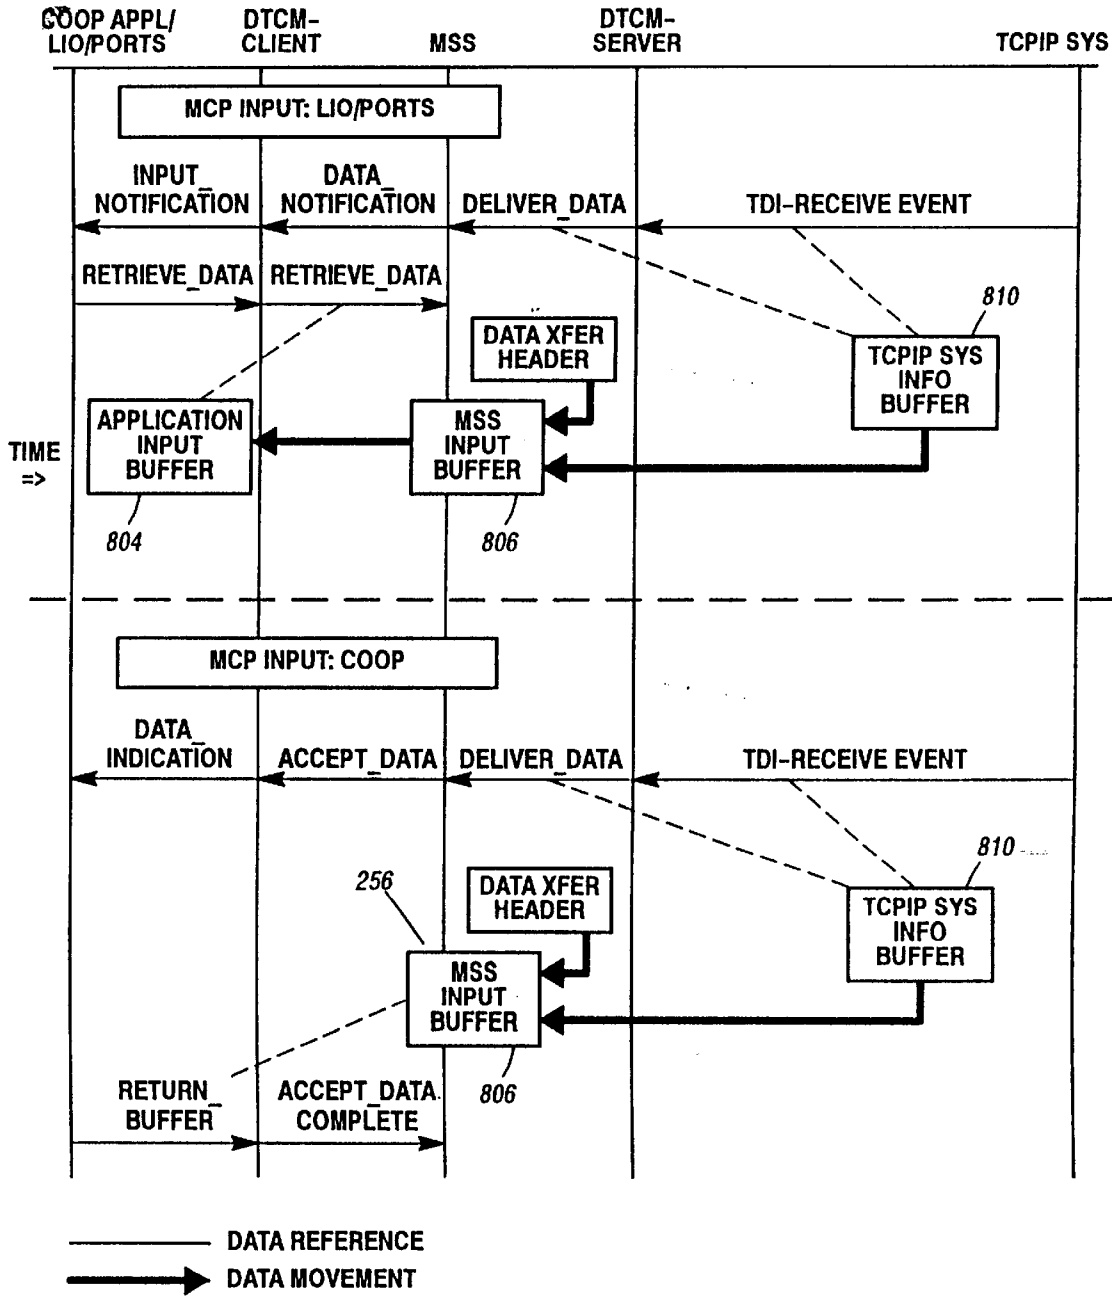 COOP APPL/
LIO/PORTS
DTCM-
CLIENT
MSS
DTCM-
SERVER
TCPIP SYS
MCP INPUT: LIO/PORTS
INPUT_
NOTIFICATION
DATA_
NOTIFICATION
DELIVER_DATA
TDI-RECEIVE EVENT
RETRIEVE_DATA
RETRIEVE_DATA
810
DATA XFER
HEADER
TCPIP SYS
INFO
BUFFER
APPLICATION
INPUT
BUFFER
MSS
INPUT
BUFFER
TIME
=>
804
806
MCP INPUT: COOP
DATA_
INDICATION
ACCEPT_DATA
DELIVER_DATA
TDI-RECEIVE EVENT
810
256
DATA XFER
HEADER
TCPIP SYS
INFO
BUFFER
MSS
INPUT
BUFFER
806
RETURN_
BUFFER
ACCEPT_DATA
COMPLETE
DATA REFERENCE
DATA MOVEMENT